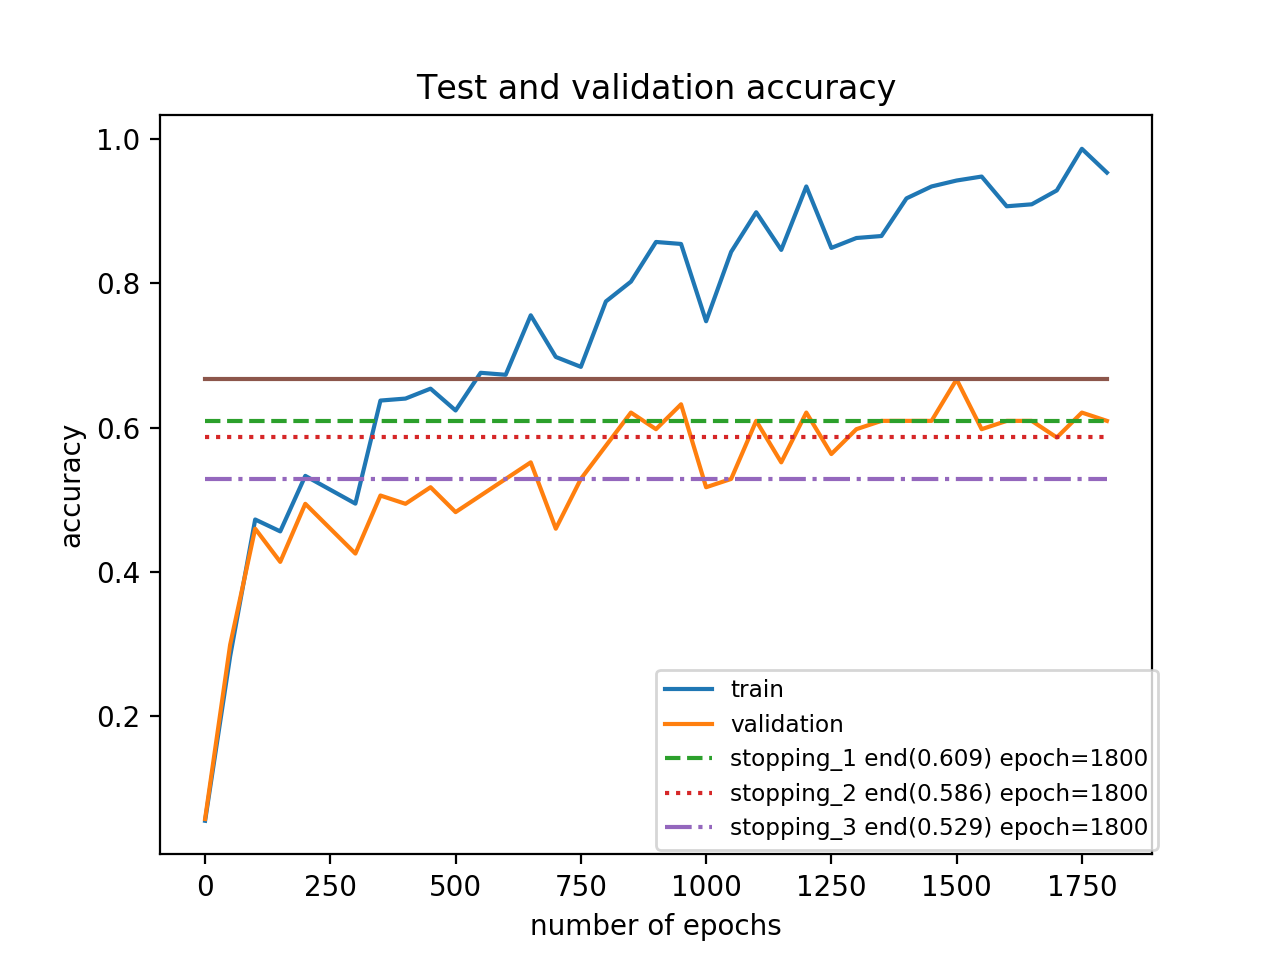 Test and validation accuracy
1.0
0.8
0.6
0.4
0.2
accuracy
train
validation
stopping_1 end(0.609) epoch=1800
stopping_2 end(0.586) epoch=1800
stopping_3 end(0.529) epoch=1800
0 250 500 750 1000 1250 1500 1750
number of epochs